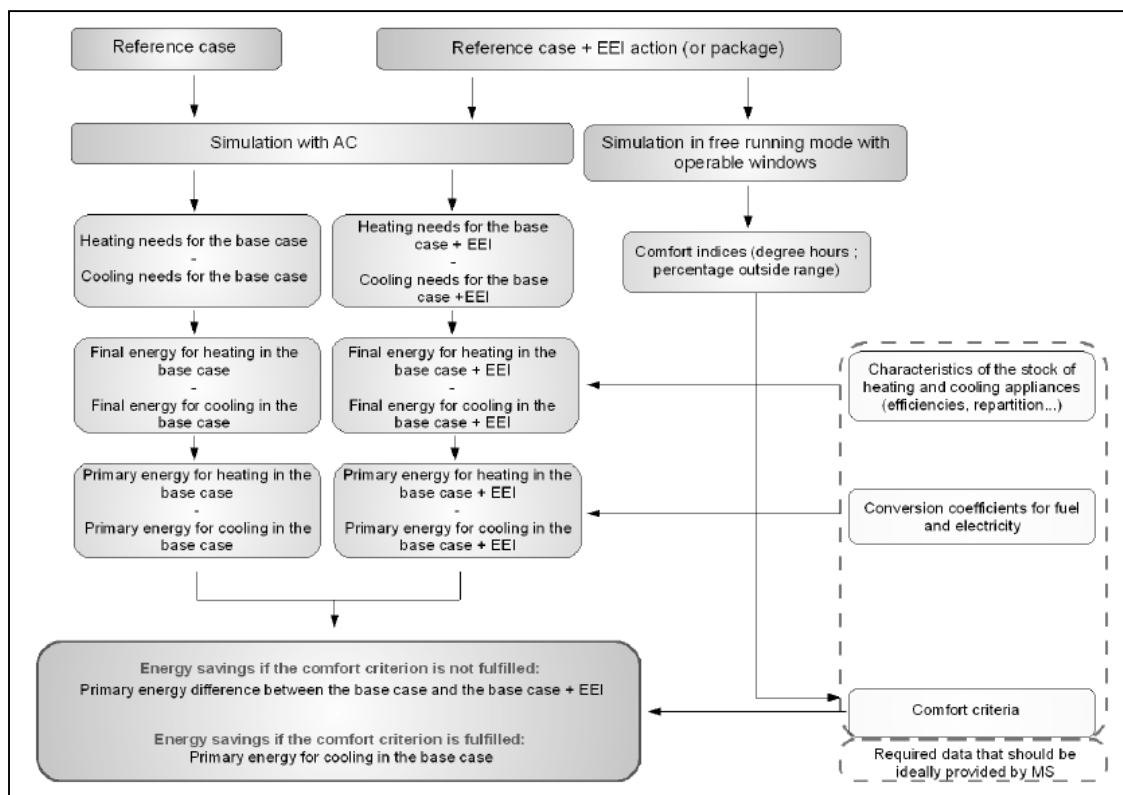 Reference case
Reference case + EEI action (or package)
Simulation with AC
Simulation in free running mode with
operable windows
Heating needs for the base case
-
Cooling needs for the base case
Heating needs for the base
case + EEI
-
Cooling needs for the base
case +EEI
Comfort indices (degree hours ;
percentage outside range)
Final energy for heating in the
base case
-
Final energy for cooling in the
base case
Final energy for heating in the
base case + EEI
-
Final energy for cooling in the
base case + EEI
Characteristics of the stock of
heating and cooling appliances
(efficiencies, repartition...)
Primary energy for heating in the
base case
-
Primary energy for cooling in the
base case
Primary energy for heating in the
base case + EEI
-
Primary energy for cooling in the
base case + EEI
Conversion coefficients for fuel
and electricity
Energy savings if the comfort criterion is not fulfilled:
Primary energy difference between the base case and the base case + EEI
Energy savings if the comfort criterion is fulfilled:
Primary energy for cooling in the base case
Comfort criteria
Required data that should be
ideally provided by MS